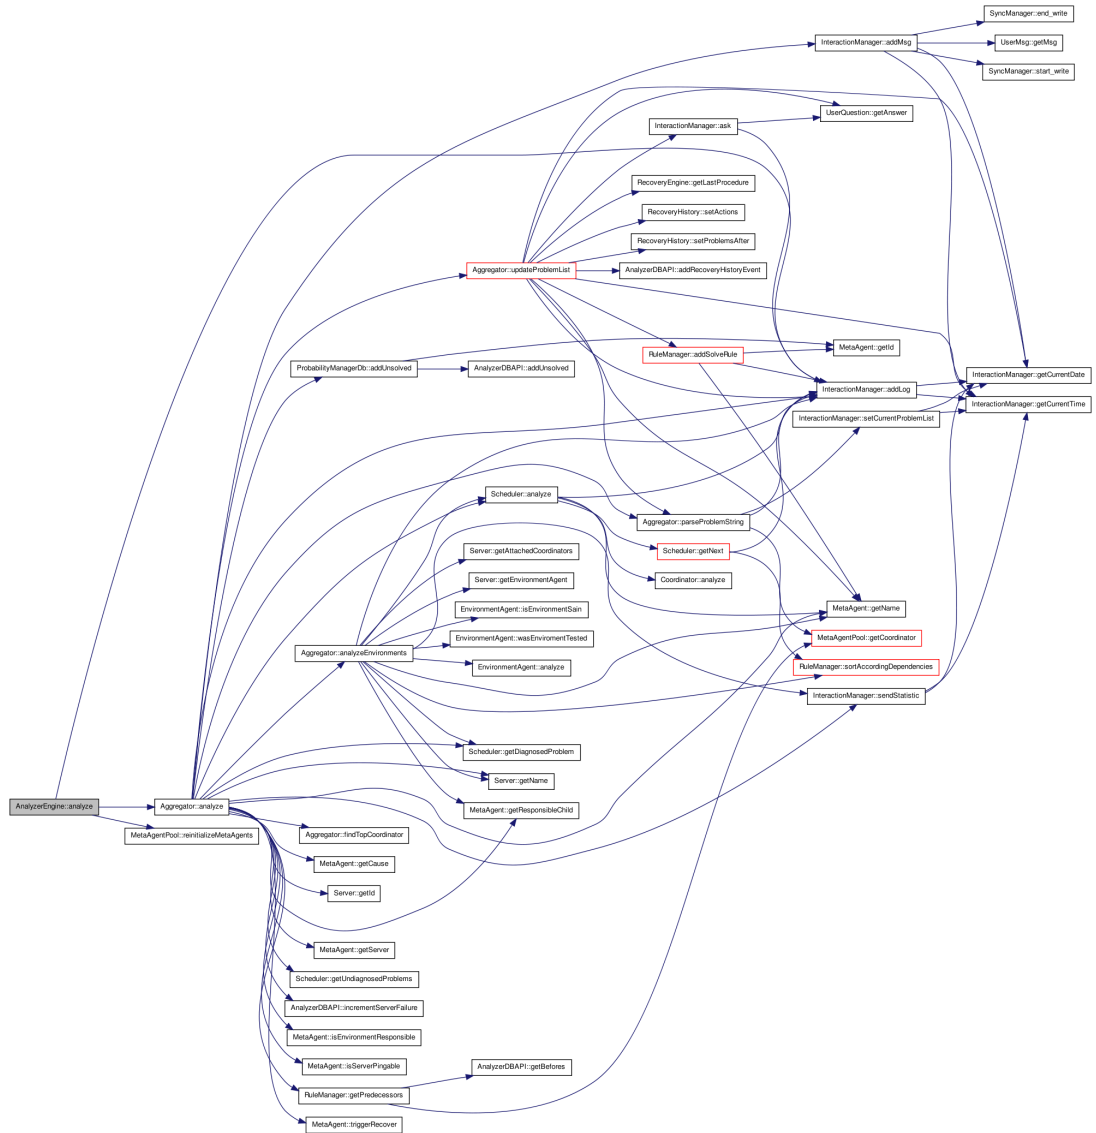 SyncManager::end_write
InteractionManager::addMsg
UserMsg::getMsg
SyncManager::start_write
UserQuestion::getAnswer
InteractionManager::ask
RecoveryEngine::getLastProcedure
RecoveryHistory::setActions
RecoveryHistory::setProblemsAfter
Aggregator::updateProblemList
AnalyzerDBAPI::addRecoveryHistoryEvent
MetaAgent::getId
RuleManager::addSolveRule
ProbabilityManagerDb::addUnsolved
AnalyzerDBAPI::addUnsolved
InteractionManager::getCurrentDate
InteractionManager::addLog
InteractionManager::getCurrentTime
InteractionManager::setCurrentProblemList
Scheduler::analyze
Aggregator::parseProblemString
Server::getAttachedCoordinators
Scheduler::getNext
Server::getEnvironmentAgent
Coordinator::analyze
EnvironmentAgent::isEnvironmentSain
MetaAgent::getName
EnvironmentAgent::wasEnviromentTested
MetaAgentPool::getCoordinator
Aggregator::analyzeEnvironments
EnvironmentAgent::analyze
RuleManager::sortAccordingDependencies
InteractionManager::sendStatistic
Scheduler::getDiagnosedProblem
Server::getName
AnalyzerEngine::analyze
Aggregator::analyze
MetaAgent::getResponsibleChild
MetaAgentPool::reinitializeMetaAgents
Aggregator::findTopCoordinator
MetaAgent::getCause
Server::getId
MetaAgent::getServer
Scheduler::getUndiagnosedProblems
AnalyzerDBAPI::incrementServerFailure
MetaAgent::isEnvironmentResponsible
MetaAgent::isServerPingable
AnalyzerDBAPI::getBefores
RuleManager::getPredecessors
MetaAgent::triggerRecover